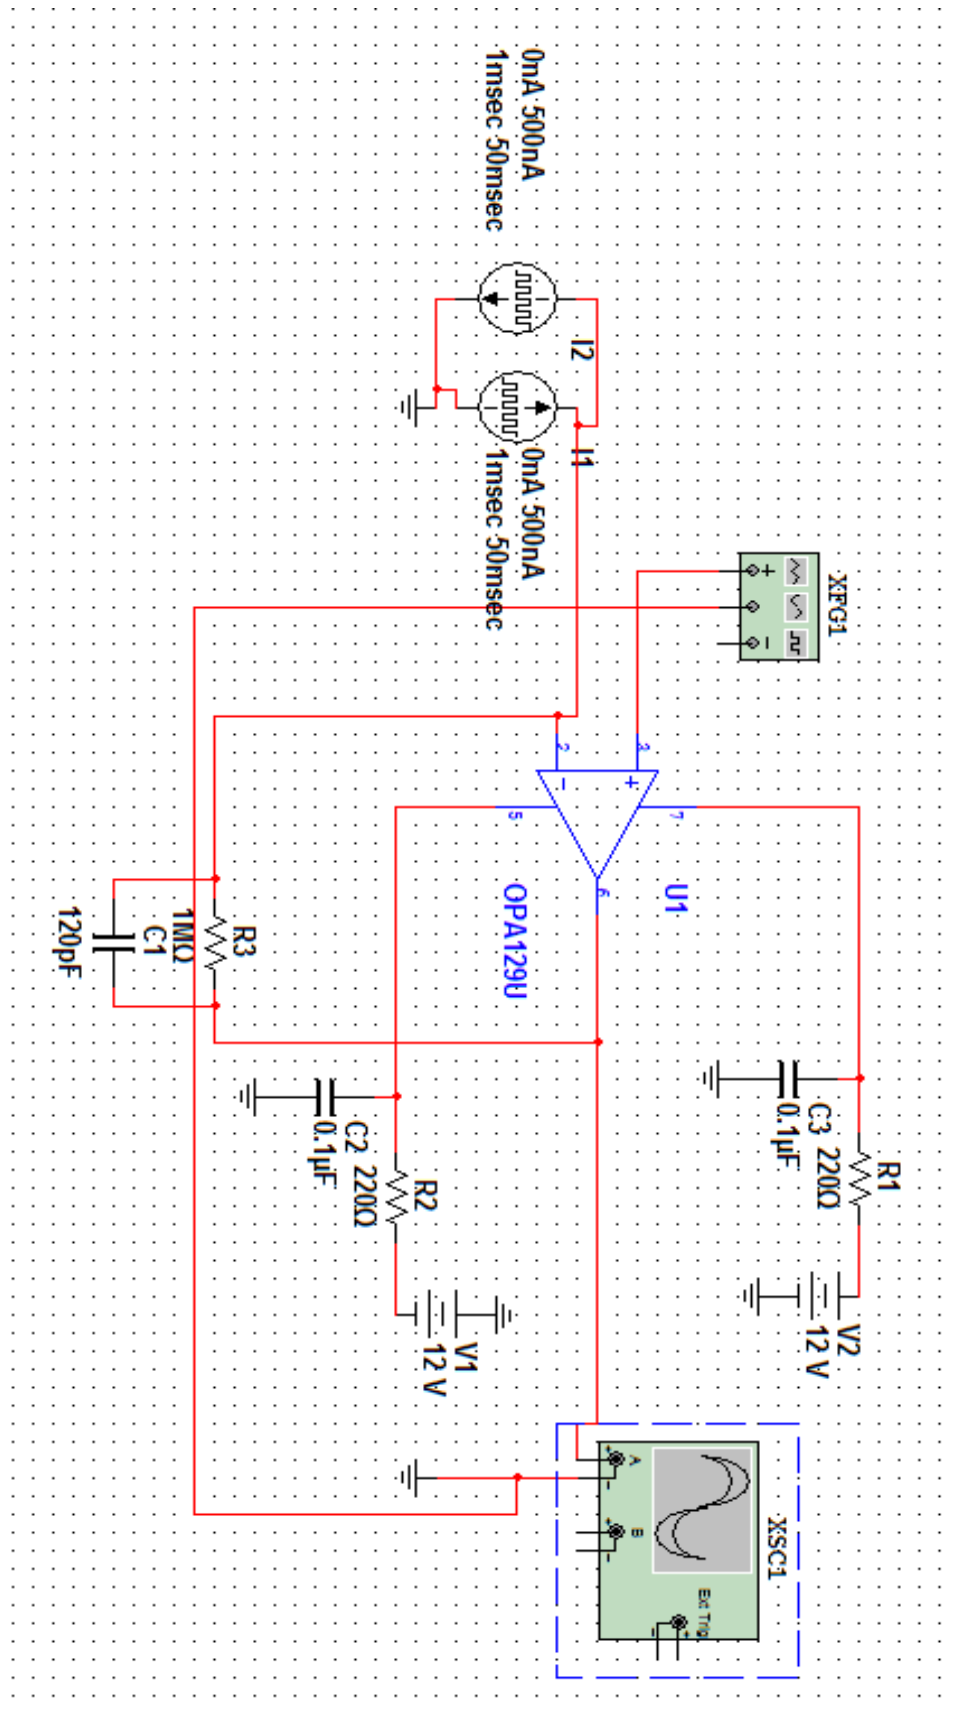 0nA 500nA
1msec 50msec
I2
I1
0nA 500nA
1msec 50msec
XFG1
+
−
2
3
−
+
5
7
6
U1
OPA129U
R3
1MΩ
C1
120pF
C3
0.1µF
R1
220Ω
C2
0.1µF
R2
220Ω
V2
12 V
V1
12 V
XSC1
A
+
−
B
+
−
Ext Trig
+
−